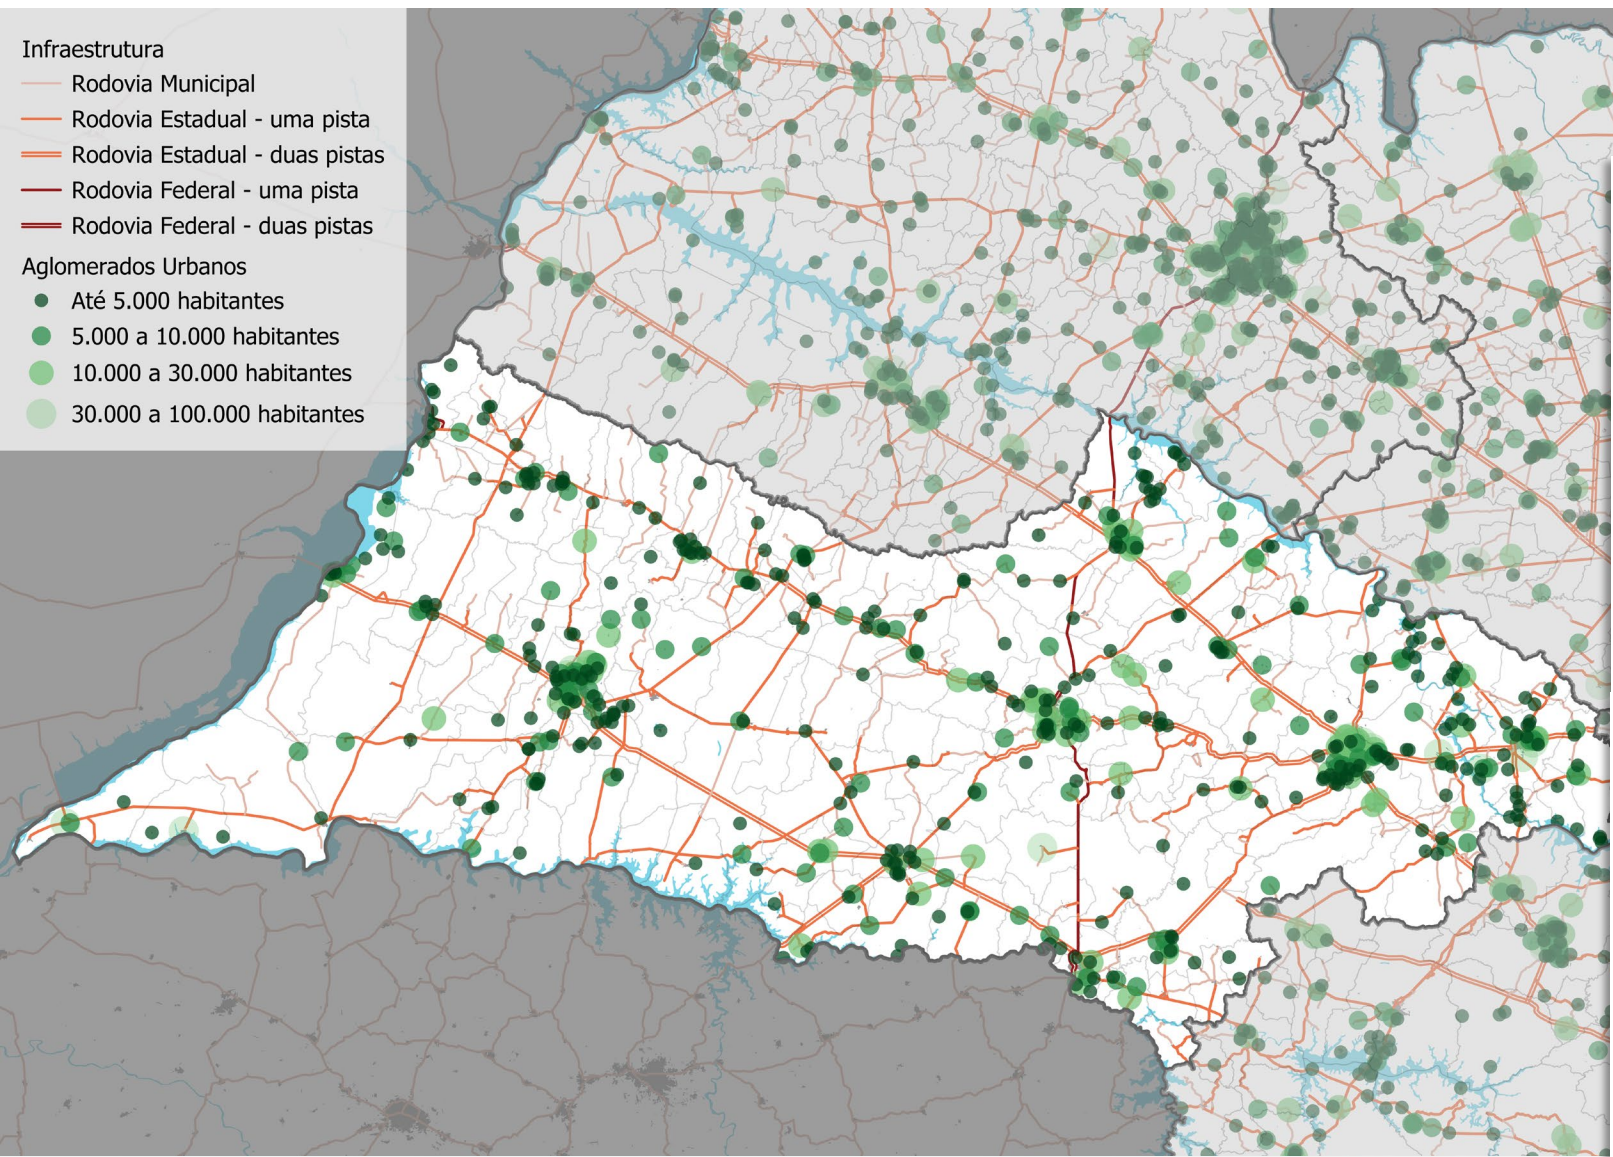 Infraestrutura
Rodovia Municipal
Rodovia Estadual - uma pista
Rodovia Estadual - duas pistas
Rodovia Federal - uma pista
Rodovia Federal - duas pistas
Aglomerados Urbanos
Até 5.000 habitantes
5.000 a 10.000 habitantes
10.000 a 30.000 habitantes
30.000 a 100.000 habitantes